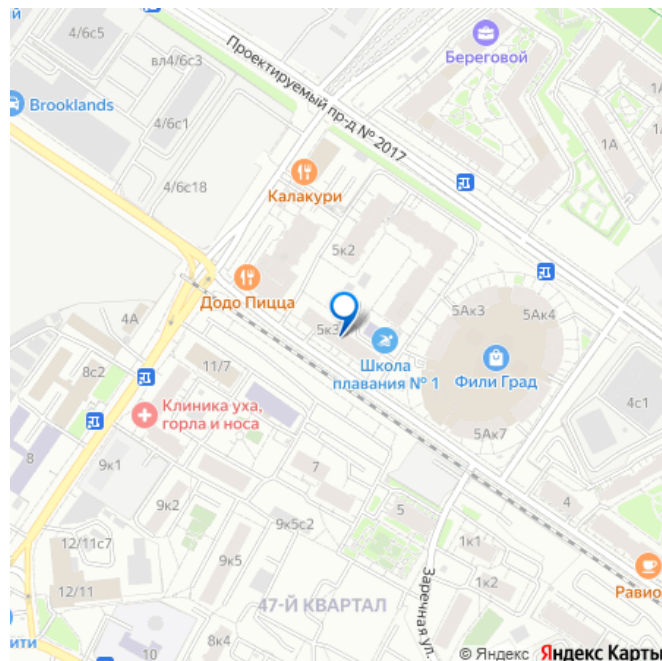 й
4/6с5
вл4/6с3
Проектируемый пр-д № 2017
Береговой
1А
Brooklands
4/6с1
1А
4/6с18
Калакури
5к2
Додо Пицца
5Ак3
5Ак4
4А
5к3
Школа
плавания № 1
Фили Град
8с2
11/7
4с1
Клиника уха,
горла и носа
5Ак7
8
9к1
7
9к2
5
4
9к5с2
12/11с7
1к1
9к5
12/11
1к2
Равио
47-Й КВАРТАЛ
Заречная ул.
ити
10
8к4
© Яндекс Яндекс Карты